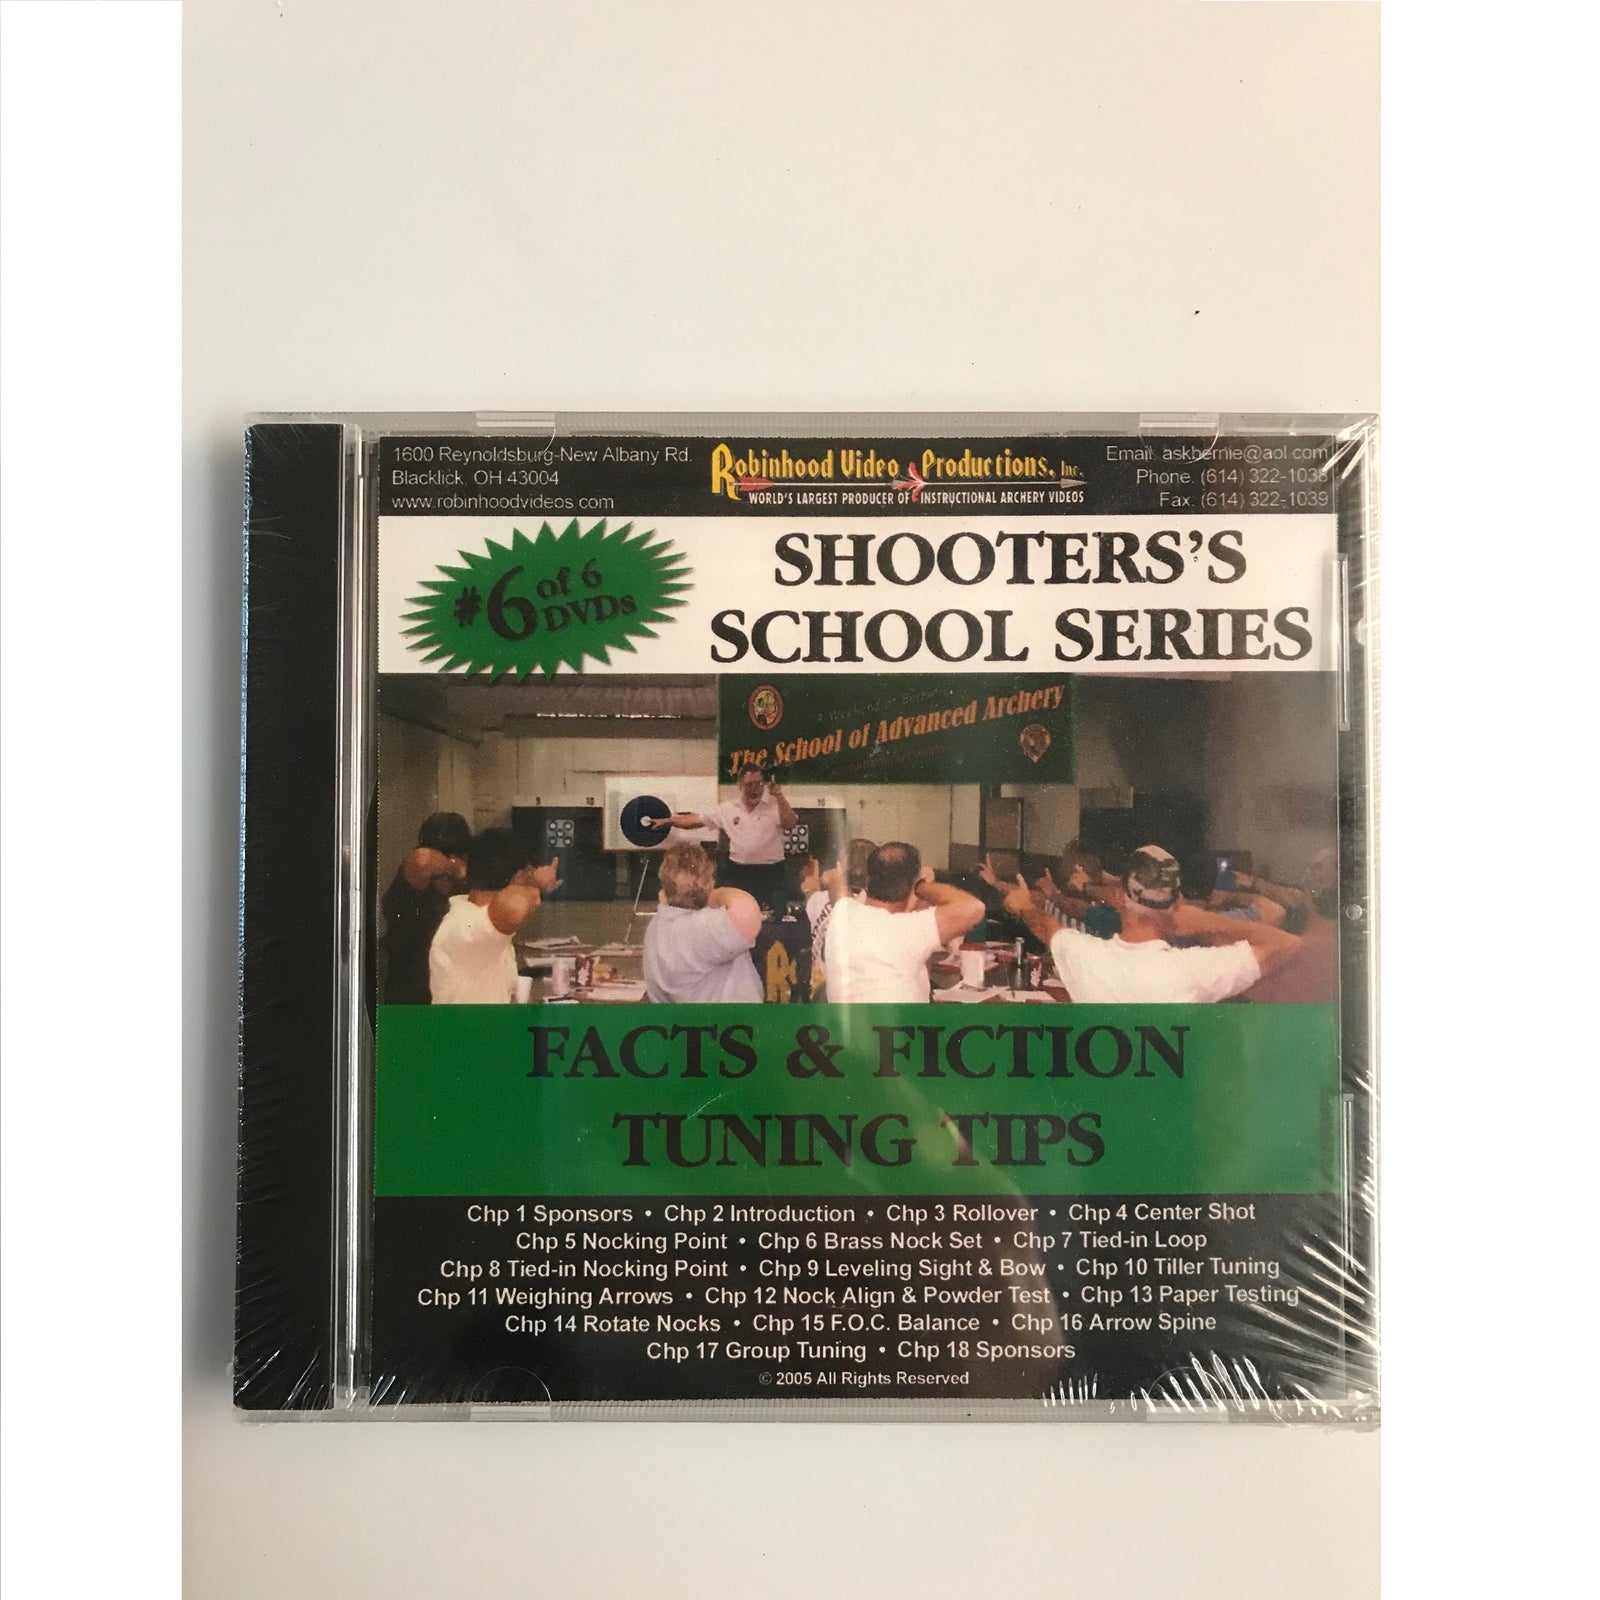 1600 Reynoldsburg-New Albany Rd.
Blacklick, OH 43004
www.robinhoodvideos.com
Robinhood Video Productions, Inc.
WORLD'S LARGEST PRODUCER OF INSTRUCTIONAL ARCHERY VIDEOS
Email: askbernie@aol.com
Phone: (614) 322-1038
Fax: (614) 322-1039
#6 of 6
DVDs
SHOOTERS'S
SCHOOL SERIES
A Weekend at Bernie's
The School of Advanced Archery
9
10
FACTS & FICTION
TUNING TIPS
Chp 1 Sponsors • Chp 2 Introduction • Chp 3 Rollover • Chp 4 Center Shot
Chp 5 Nocking Point • Chp 6 Brass Nock Set • Chp 7 Tied-in Loop
Chp 8 Tied-in Nocking Point • Chp 9 Leveling Sight & Bow • Chp 10 Tiller Tuning
Chp 11 Weighing Arrows • Chp 12 Nock Align & Powder Test • Chp 13 Paper Testing
Chp 14 Rotate Nocks • Chp 15 F.O.C. Balance • Chp 16 Arrow Spine
Chp 17 Group Tuning • Chp 18 Sponsors
© 2005 All Rights Reserved